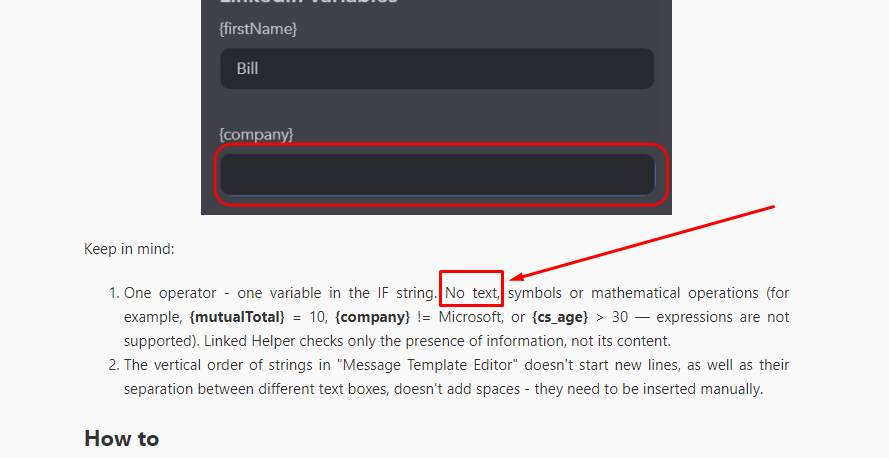 {firstName}
Bill
{company}
Keep in mind:
1. One operator - one variable in the IF string. No text, symbols or mathematical operations (for
example, {mutualTotal} = 10, {company} != Microsoft, or {cs_age} > 30 — expressions are not
supported). Linked Helper checks only the presence of information, not its content.
2. The vertical order of strings in "Message Template Editor" doesn't start new lines, as well as their
separation between different text boxes, doesn't add spaces - they need to be inserted manually.
How to